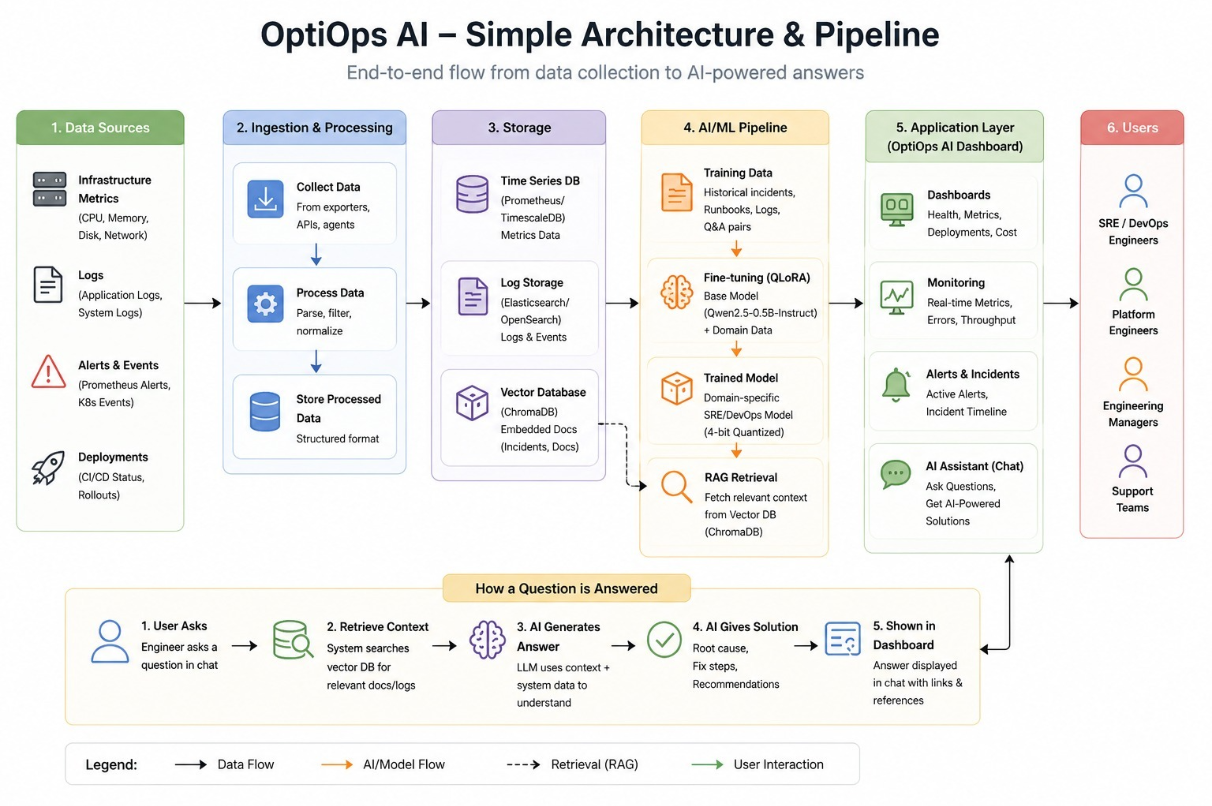 OptiOps AI – Simple Architecture & Pipeline
End-to-end flow from data collection to AI-powered answers
1. Data Sources
Infrastructure
Metrics
(CPU, Memory,
Disk, Network)
Logs
(Application Logs,
System Logs)
Alerts & Events
(Prometheus Alerts,
K8s Events)
Deployments
(CI/CD Status,
Rollouts)
2. Ingestion & Processing
Collect Data
From exporters,
APIs, agents
Process Data
Parse, filter,
normalize
Store Processed
Data
Structured format
3. Storage
Time Series DB
(Prometheus/
TimescaleDB)
Metrics Data
Log Storage
(Elasticsearch/
OpenSearch)
Logs & Events
Vector Database
(ChromaDB)
Embedded Docs
(Incidents, Docs)
4. AI/ML Pipeline
Training Data
Historical incidents,
Runbooks, Logs,
Q&A pairs
Fine-tuning (QLoRA)
Base Model
(Qwen2.5-0.5B-Instruct)
+ Domain Data
Trained Model
Domain-specific
SRE/DevOps Model
(4-bit Quantized)
RAG Retrieval
Fetch relevant context
from Vector DB
(ChromaDB)
5. Application Layer
(OptiOps AI Dashboard)
Dashboards
Health, Metrics,
Deployments, Cost
Monitoring
Real-time Metrics,
Errors, Throughput
Alerts & Incidents
Active Alerts,
Incident Timeline
AI Assistant (Chat)
Ask Questions,
Get AI-Powered
Solutions
6. Users
SRE / DevOps
Engineers
Platform
Engineers
Engineering
Managers
Support
Teams
How a Question is Answered
1. User Asks
Engineer asks a
question in chat
2. Retrieve Context
System searches
vector DB for
relevant docs/logs
3. AI Generates
Answer
LLM uses context +
system data to
understand
4. AI Gives Solution
Root cause,
Fix steps,
Recommendations
5. Shown in
Dashboard
Answer displayed
in chat with links &
references
Legend:
Data Flow
AI/Model Flow
Retrieval (RAG)
User Interaction